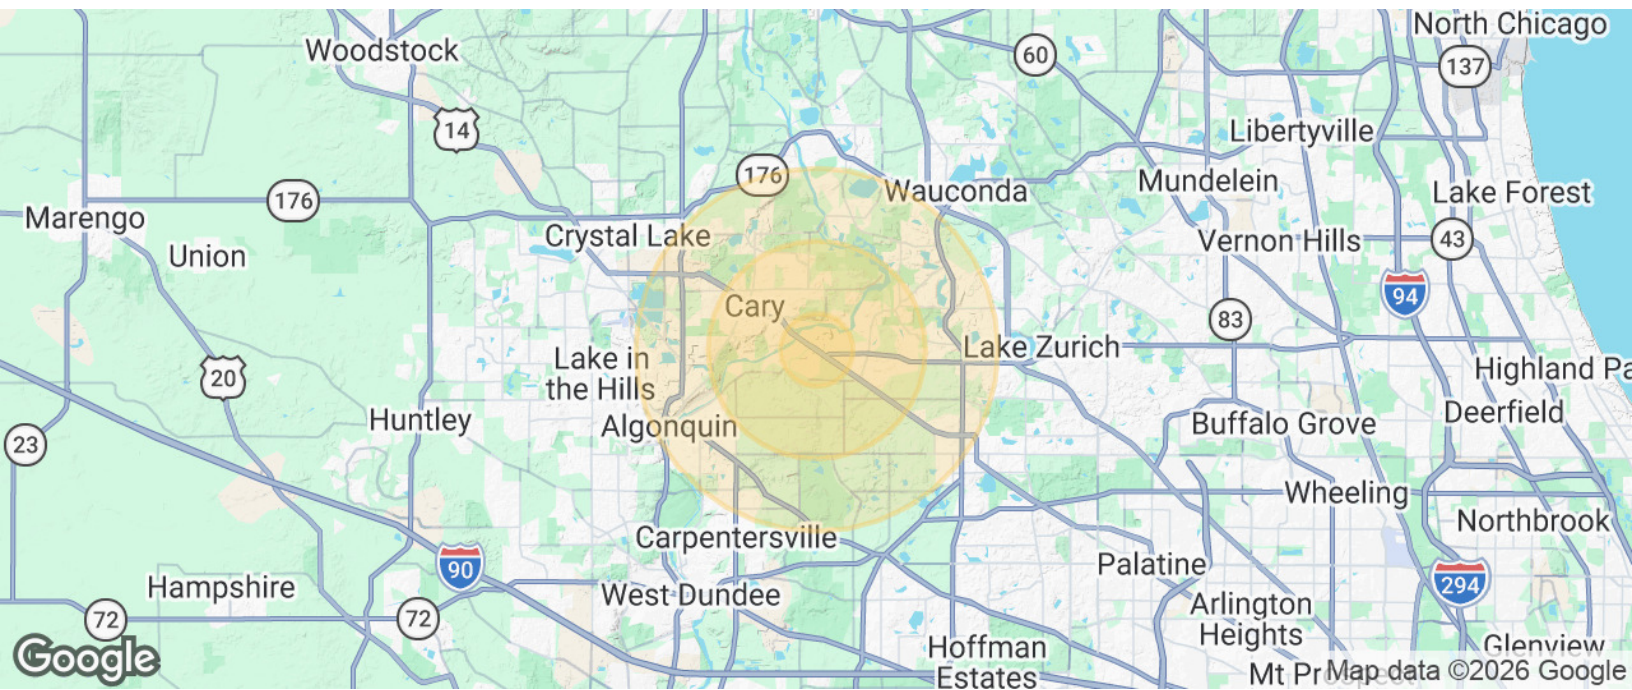 North Chicago
Woodstock
60
137
14
Libertyville
176
Mundelein
Wauconda
Lake Forest
176
Marengo
Crystal Lake
Vernon Hills
43
Union
94
Cary
83
Lake in
the Hills
Lake Zurich
Highland Pa
20
Huntley
Algonquin
Buffalo Grove
Deerfield
23
Wheeling
Northbrook
Carpentersville
90
Palatine
294
Hampshire
West Dundee
Arlington
Heights
72
72
Hoffman
Estates
Glenview
Google
Mt Pr
Map data ©2026 Google